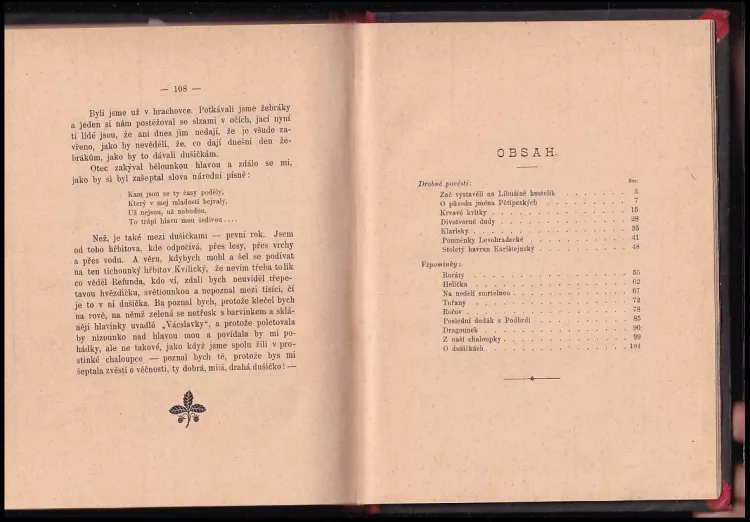 — 108 —
Byli jsme už v hrachovce. Potkávali jsme žebráky
a jeden si nám postěžoval se slzami v očích, jací nyní
ti lidé jsou, že ani dnes jim nedají, že je všude za-
vřeno, jako by nevěděli, že, co dají dnešní den že-
brákům, jako by to dávali dušičkám.
Otec zakýval bělounkou hlavou a zdálo se mi,
jako by si byl zašeptal slova národní písně:
Kam jsou se ty časy poděly,
Který v mej mladosti bejvaly,
Už nejsou, už nebudou,
To trápí hlavu mou šedivou....
Než, je také mezi dušičkami — první rok. Jsem
od toho hřbitova, kde odpočívá, přes lesy, přes vrchy
a přes vodu. A věru, kdybych mohl a šel se podívat
na ten tichounký hřbitov Kvílický, že nevím třeba tolik
co věděl Refunda, kdo ví, zdali bych neuviděl třepe-
tavou hvězdičku, světlounkou a nepoznal mezi tisíci, čí
je to v ní dušička. Ba poznal bych, protože klečel bych
na rově, na němž zelená se netřesk s barvínkem a sklá-
nějí hlavinky uvadlé „Vácslavky“, a protože poletovala
by nízounko nad hlavou mou a povídala by mi po-
hádky, ale ne takové, jako když jsme spolu žili v pro-
stinké chaloupce — poznal bych tě, protože bys mi
šeptala zvěsti o věčnosti, ty dobrá, milá, drahá dušičko! —
OBSAH.
Drobné pověsti: Str.
Zač vystavěli na Libušíně kostelík . . . . . . . 3
O původu jména Pětipeských . . . . . . . . . 7
Krvavé kvítky . . . . . . . . . . . . . . 15
Divotvorné dudy . . . . . . . . . . . . . 28
Klarisky . . . . . . . . . . . . . . . . 35
Pomněnky Levohradecké . . . . . . . . . . 41
Stoletý havran Karlštejnský . . . . . . . . . 48
Vzpomínky:
Roráty . . . . . . . . . . . . . . . . . 55
Helička . . . . . . . . . . . . . . . . . 62
Na neděli smrtelnou . . . . . . . . . . . . 67
Tořany . . . . . . . . . . . . . . . . . 72
Ročov . . . . . . . . . . . . . . . . . . 78
Poslední dudák z Podbrdí . . . . . . . . . . 85
Dragounek . . . . . . . . . . . . . . . . 90
Z naší chaloupky . . . . . . . . . . . . . 99
O dušičkách . . . . . . . . . . . . . . . 104